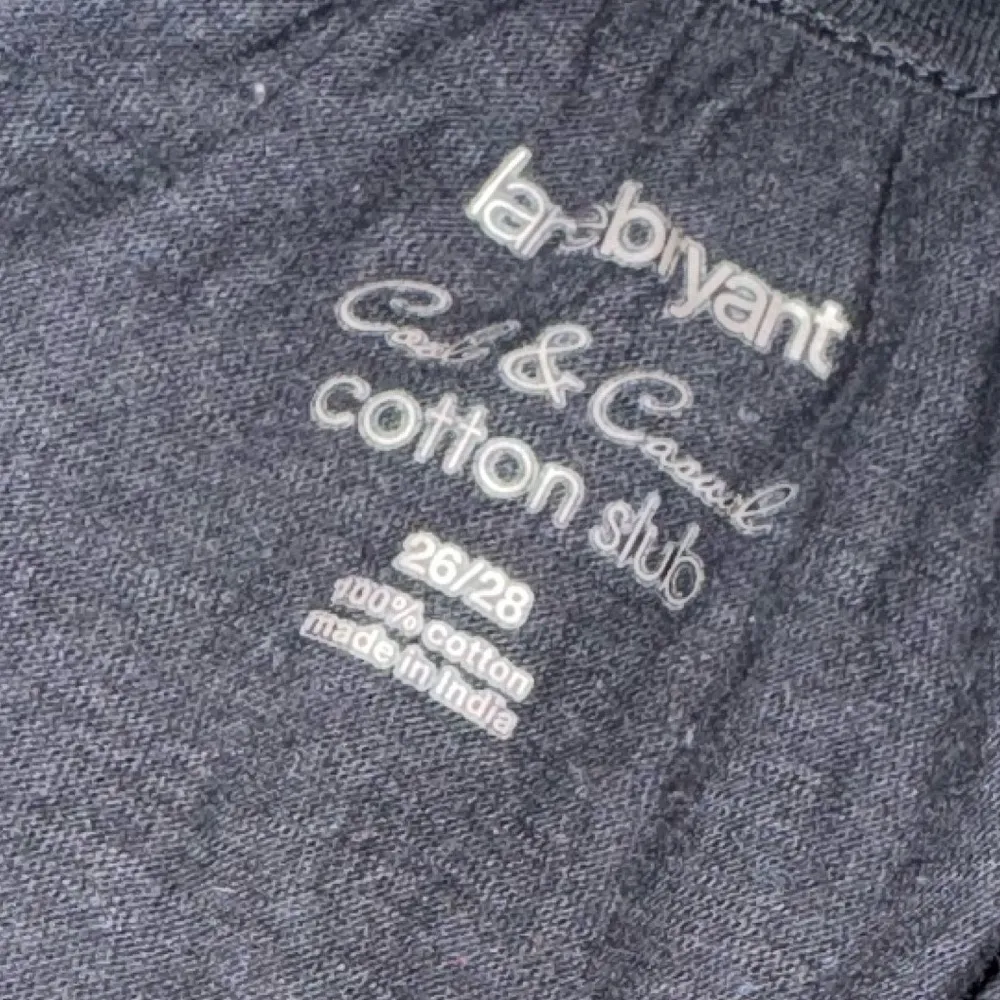 lanebryant
Cool & Casual
cotton slub
26/28
100% cotton
made in India